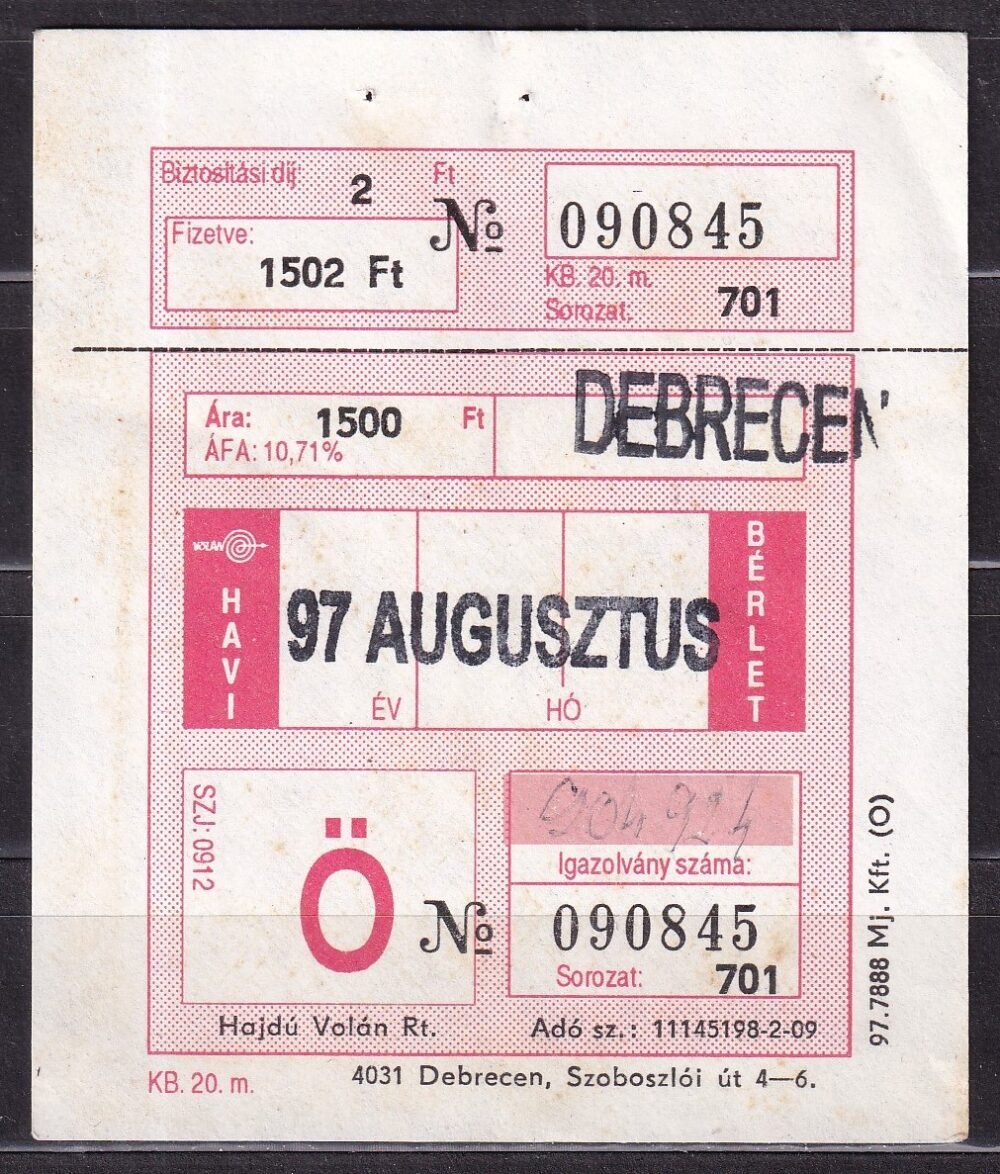 Biztosítási díj 2 Ft
№ 090845
Fizetve:
1502 Ft
KB. 20. m.
Sorozat: 701
DEBRECEN
Ára: 1500 Ft
ÁFA: 10,71%
VOLÁN
HAVI
BÉRLET
97 AUGUSZTUS
ÉV HÓ
SZJ: 0912
Ö
904924
Igazolvány száma:
№ 090845
Sorozat: 701
Hajdú Volán Rt. Adó sz.: 11145198-2-09
KB. 20. m. 4031 Debrecen, Szoboszlói út 4—6.
97.7888 Mj. Kft. (O)